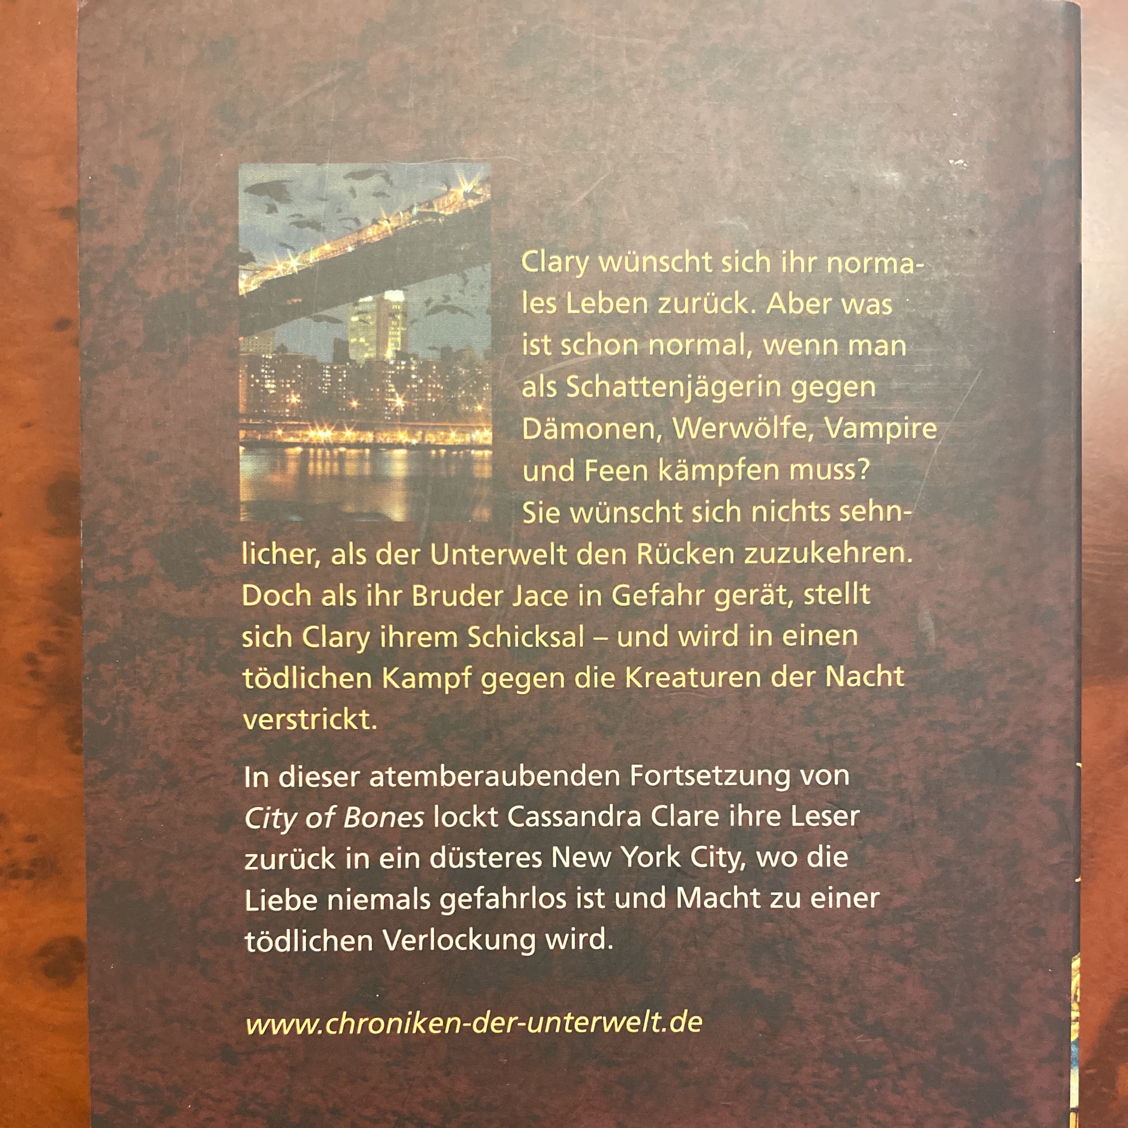 Clary wünscht sich ihr norma-
les Leben zurück. Aber was
ist schon normal, wenn man
als Schattenjägerin gegen
Dämonen, Werwölfe, Vampire
und Feen kämpfen muss?
Sie wünscht sich nichts sehn-
licher, als der Unterwelt den Rücken zuzukehren.
Doch als ihr Bruder Jace in Gefahr gerät, stellt
sich Clary ihrem Schicksal – und wird in einen
tödlichen Kampf gegen die Kreaturen der Nacht
verstrickt.
In dieser atemberaubenden Fortsetzung von
City of Bones lockt Cassandra Clare ihre Leser
zurück in ein düsteres New York City, wo die
Liebe niemals gefahrlos ist und Macht zu einer
tödlichen Verlockung wird.
www.chroniken-der-unterwelt.de